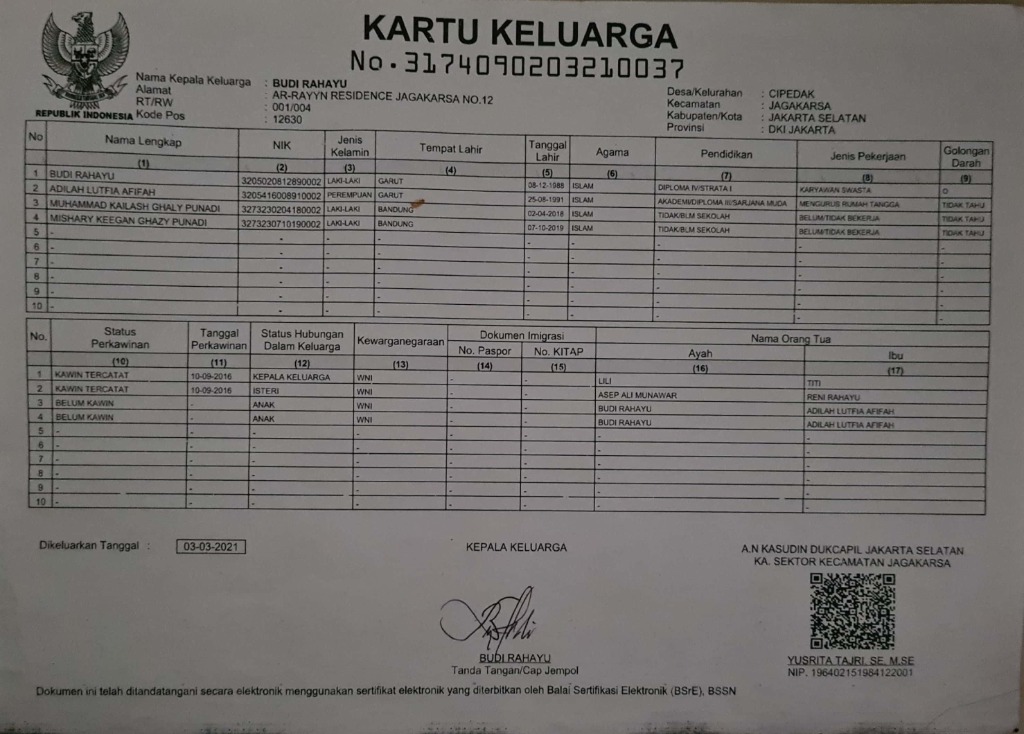 KARTU KELUARGA
No.3174090203210037
REPUBLIK INDONESIA
Nama Kepala Keluarga : BUDI RAHAYU
Alamat : AR-RAYYN RESIDENCE JAGAKARSA NO.12
RT/RW : 001/004
Kode Pos : 12630
Desa/Kelurahan : CIPEDAK
Kecamatan : JAGAKARSA
Kabupaten/Kota : JAKARTA SELATAN
Provinsi : DKI JAKARTA
No Nama Lengkap NIK Jenis Kelamin Tempat Lahir Tanggal Lahir Agama Pendidikan Jenis Pekerjaan Golongan Darah
(1) (2) (3) (4) (5) (6) (7) (8) (9)
1 BUDI RAHAYU 3205020812890002 LAKI-LAKI GARUT 08-12-1988 ISLAM DIPLOMA IV/STRATA I KARYAWAN SWASTA O
2 ADILAH LUTFIA AFIFAH 3205416008910002 PEREMPUAN GARUT 25-08-1991 ISLAM AKADEMI/DIPLOMA III/SARJANA MUDA MENGURUS RUMAH TANGGA TIDAK TAHU
3 MUHAMMAD KAILASH GHALY PUNADI 3273230204180002 LAKI-LAKI BANDUNG 02-04-2018 ISLAM TIDAK/BLM SEKOLAH BELUM/TIDAK BEKERJA TIDAK TAHU
4 MISHARY KEEGAN GHAZY PUNADI 3273230710190002 LAKI-LAKI BANDUNG 07-10-2019 ISLAM TIDAK/BLM SEKOLAH BELUM/TIDAK BEKERJA TIDAK TAHU
5 - - - - - - - - -
6 - - - - - - - - -
7 - - - - - - - - -
8 - - - - - - - - -
9 - - - - - - - - -
10 - - - - - - - - -
No. Status Perkawinan Tanggal Perkawinan Status Hubungan Dalam Keluarga Kewarganegaraan Dokumen Imigrasi Nama Orang Tua
No. Paspor No. KITAP Ayah Ibu
(10) (11) (12) (13) (14) (15) (16) (17)
1 KAWIN TERCATAT 10-09-2016 KEPALA KELUARGA WNI - - LILI TITI
2 KAWIN TERCATAT 10-09-2016 ISTERI WNI - - ASEP ALI MUNAWAR RENI RAHAYU
3 BELUM KAWIN - ANAK WNI - - BUDI RAHAYU ADILAH LUTFIA AFIFAH
4 BELUM KAWIN - ANAK WNI - - BUDI RAHAYU ADILAH LUTFIA AFIFAH
5 - - - - - - - -
6 - - - - - - - -
7 - - - - - - - -
8 - - - - - - - -
9 - - - - - - - -
10 - - - - - - - -
Dikeluarkan Tanggal : 03-03-2021
KEPALA KELUARGA
BUDI RAHAYU
Tanda Tangan/Cap Jempol
A.N KASUDIN DUKCAPIL JAKARTA SELATAN
KA. SEKTOR KECAMATAN JAGAKARSA
YUSRITA TAJRI, SE, M.SE
NIP. 196402151984122001
Dokumen ini telah ditandatangani secara elektronik menggunakan sertifikat elektronik yang diterbitkan oleh Balai Sertifikasi Elektronik (BSrE), BSSN